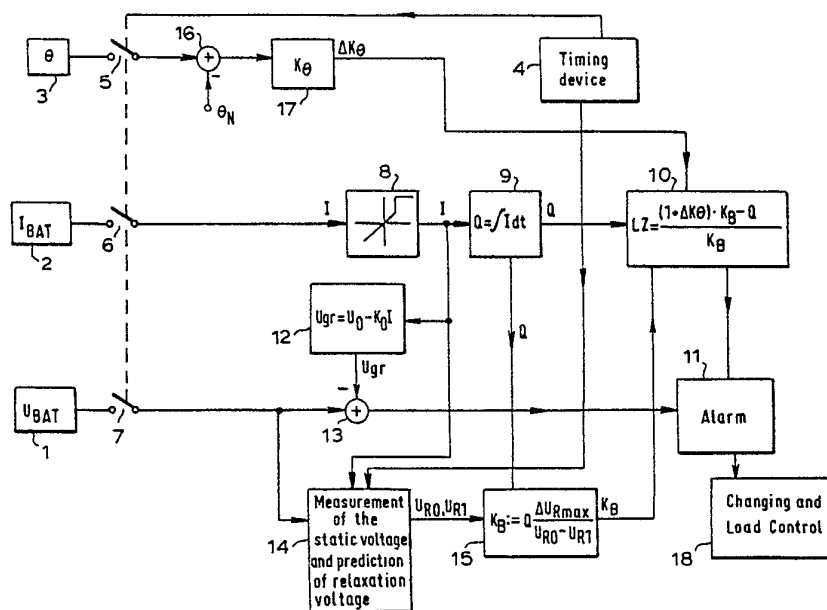 16
θ
3
5
+
-
θN
Kθ
17
ΔKθ
4
Timing
device
IBAT
2
6
I
8
I
9
Q=∫Idt
Q
10
LZ= (1+ΔKθ)·KB-Q
KB
12
Ugr=U0-K0I
Ugr
Q
UBAT
1
7
-
+
13
11
Alarm
14
Measurement
of the
static voltage
and prediction
of relaxation
voltage
UR0,UR1
15
KB:= Q ΔURmax
UR0-UR1
KB
18
Changing and
Load Control